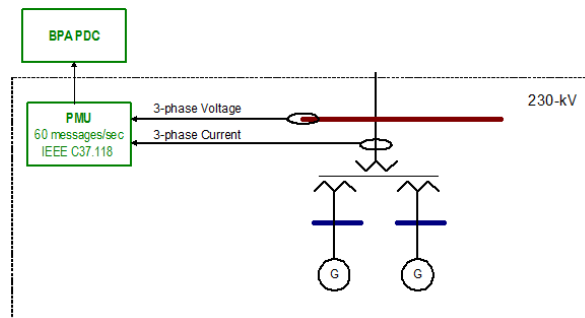 BPA PDC
230-kV
PMU
60 messages/sec
IEEE C37.118
3-phase Voltage
3-phase Current
G
G